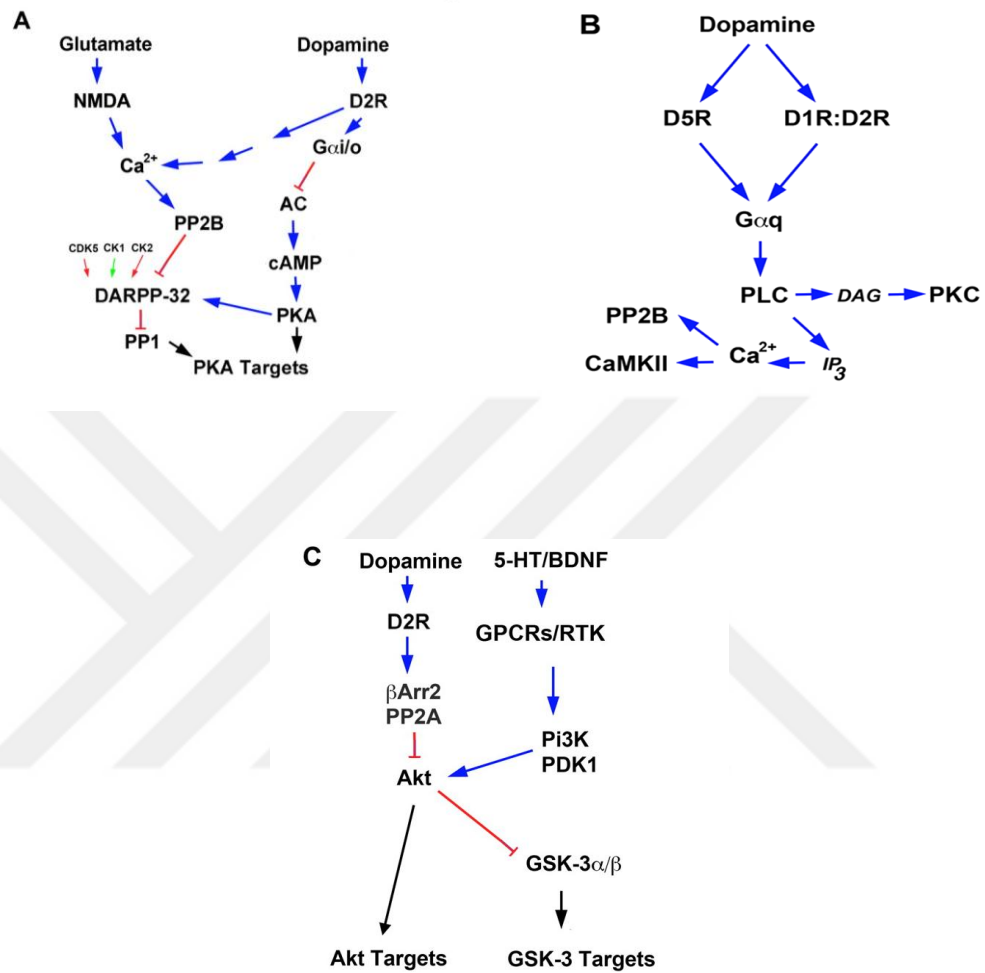 A
Glutamate
Dopamine
NMDA
D2R
Gαi/o
Ca²⁺
AC
PP2B
CDK5 CK1 CK2
cAMP
DARPP-32
PKA
PP1
PKA Targets
B
Dopamine
D5R
D1R:D2R
Gαq
PLC
DAG
PKC
PP2B
Ca²⁺
CaMKII
IP₃
C
Dopamine
5-HT/BDNF
D2R
GPCRs/RTK
βArr2
PP2A
Pi3K
PDK1
Akt
GSK-3α/β
Akt Targets
GSK-3 Targets